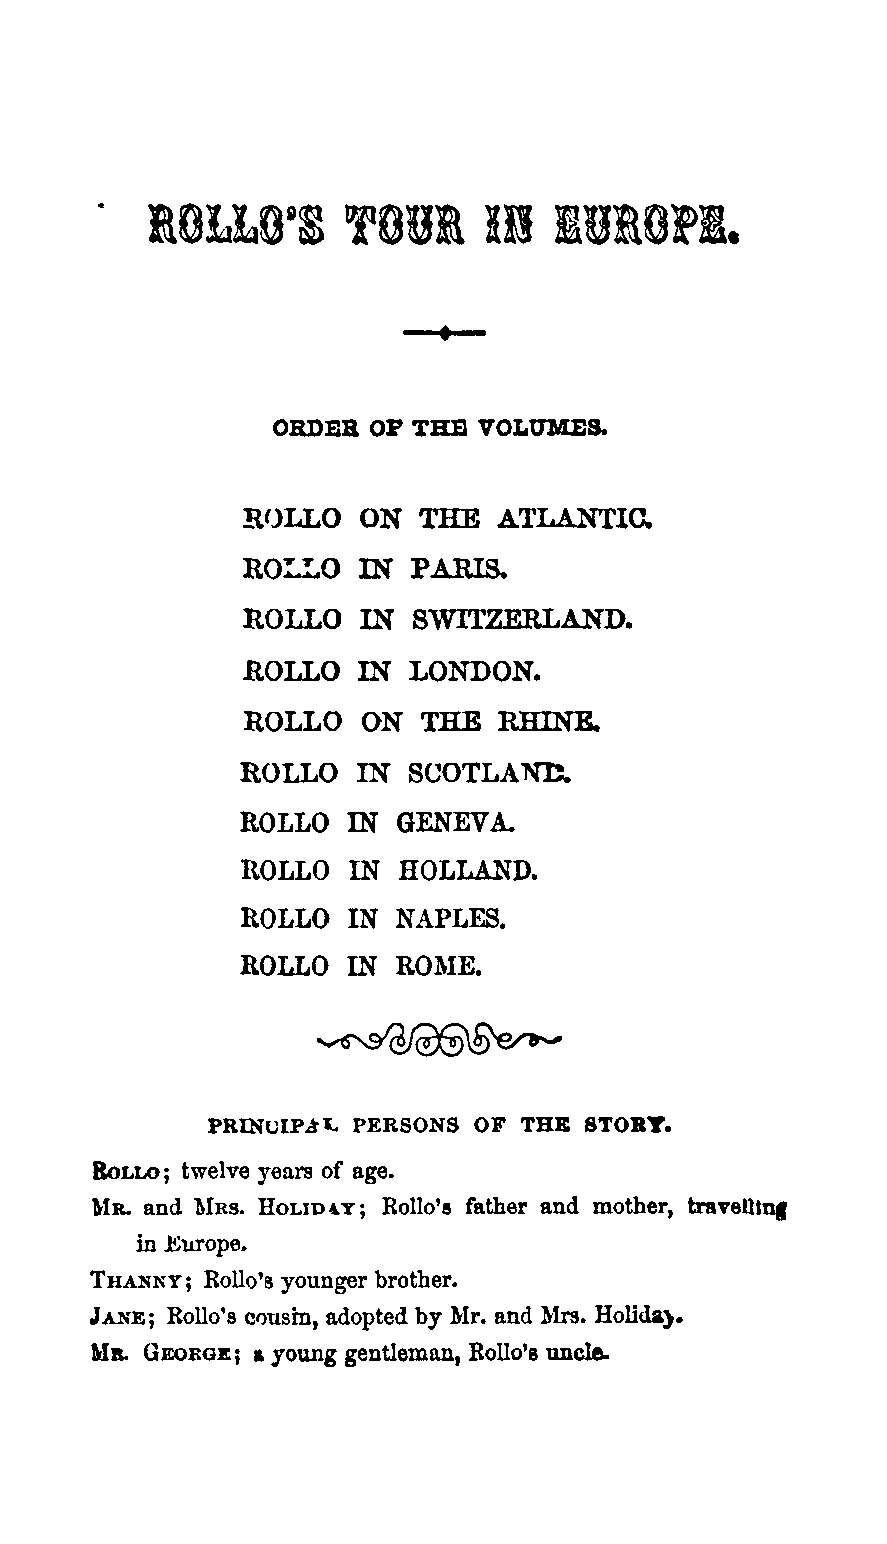 ROLLO'S TOUR IN EUROPE.
ORDER OF THE VOLUMES.
ROLLO ON THE ATLANTIC.
ROLLO IN PARIS.
ROLLO IN SWITZERLAND.
ROLLO IN LONDON.
ROLLO ON THE RHINE.
ROLLO IN SCOTLAND.
ROLLO IN GENEVA.
ROLLO IN HOLLAND.
ROLLO IN NAPLES.
ROLLO IN ROME.
PRINCIPAL PERSONS OF THE STORY.
ROLLO; twelve years of age.
MR. and MRS. HOLIDAY; Rollo's father and mother, travelling
in Europe.
THANNY; Rollo's younger brother.
JANE; Rollo's cousin, adopted by Mr. and Mrs. Holiday.
MR. GEORGE; a young gentleman, Rollo's uncle.